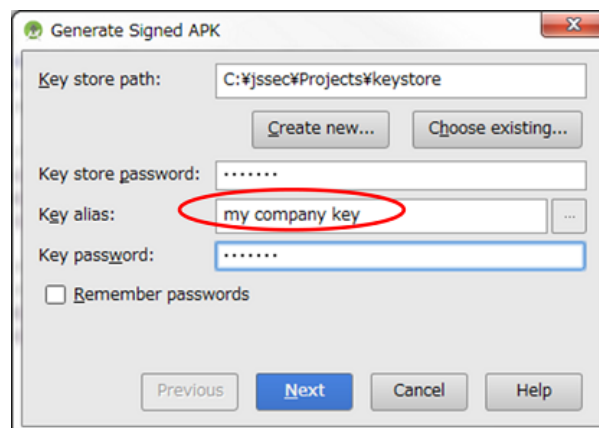 Generate Signed APK
Key store path: C:¥jssec¥Projects¥keystore
Create new... Choose existing...
Key store password: •••••••
Key alias: my company key ...
Key password: •••••••
Remember passwords
Previous Next Cancel Help